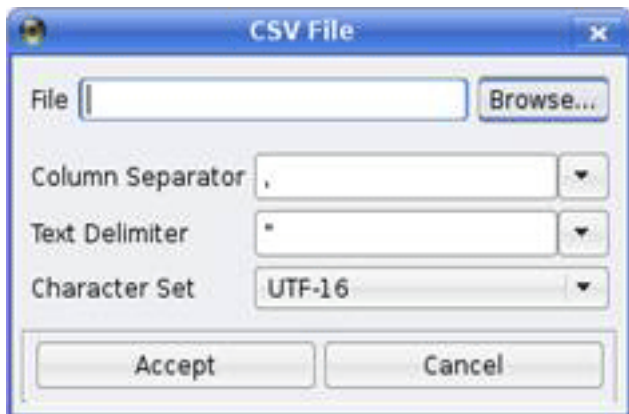 CSV File
File Browse...
Column Separator ,
Text Delimiter "
Character Set UTF-16
Accept Cancel